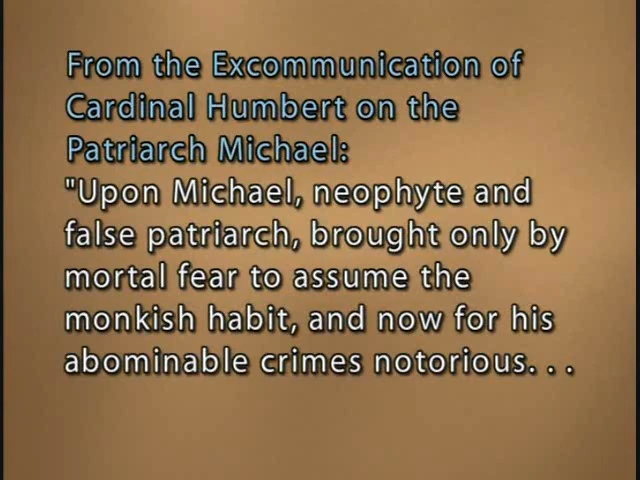 From the Excommunication of
Cardinal Humbert on the
Patriarch Michael:
"Upon Michael, neophyte and
false patriarch, brought only by
mortal fear to assume the
monkish habit, and now for his
abominable crimes notorious. . .